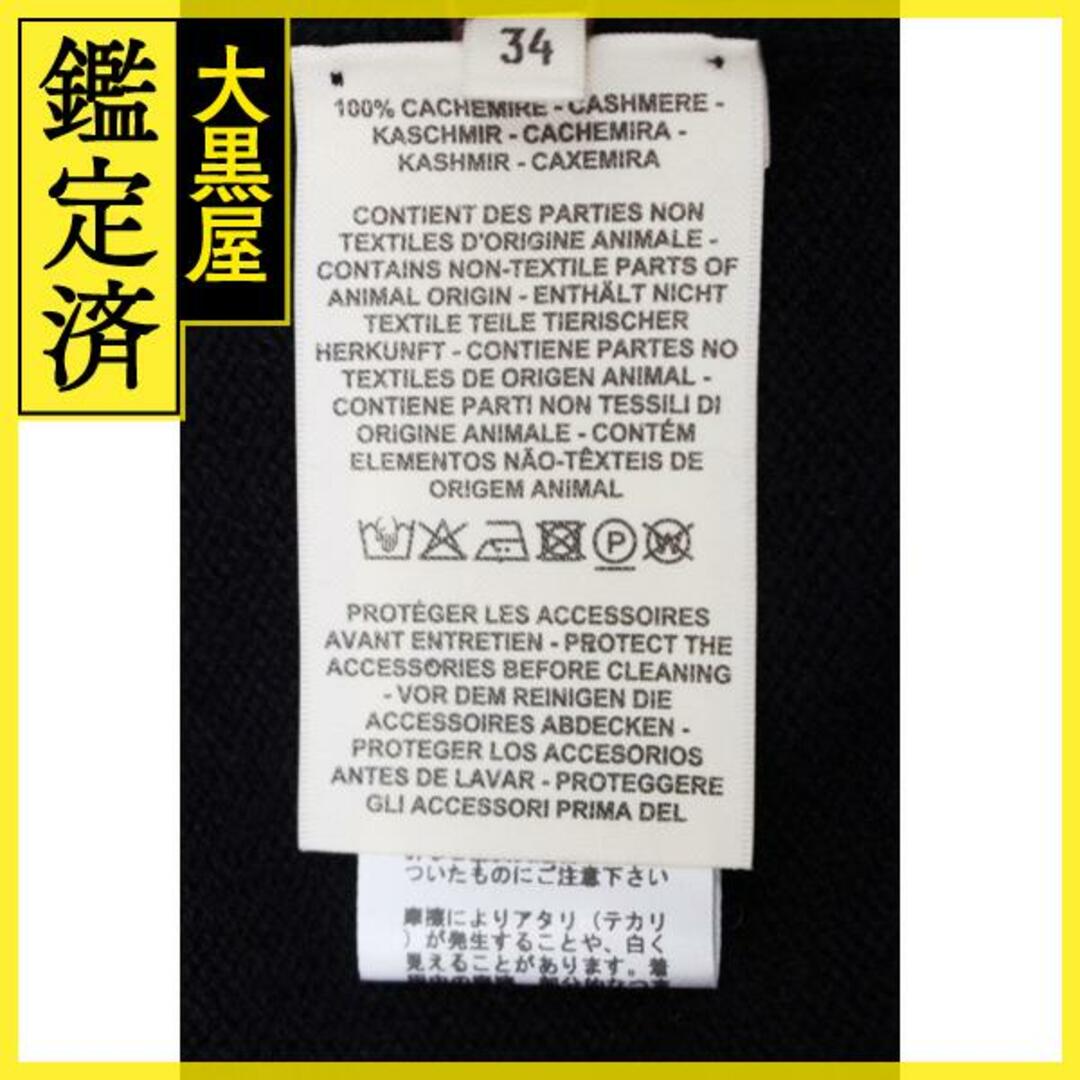 鑑定済
大黒屋
34
100% CACHEMIRE - CASHMERE -
KASCHMIR - CACHEMIRA -
KASHMIR - CAXEMIRA
CONTIENT DES PARTIES NON
TEXTILES D'ORIGINE ANIMALE -
CONTAINS NON-TEXTILE PARTS OF
ANIMAL ORIGIN - ENTHÄLT NICHT
TEXTILE TEILE TIERISCHER
HERKUNFT - CONTIENE PARTES NO
TEXTILES DE ORIGEN ANIMAL -
CONTIENE PARTI NON TESSILI DI
ORIGINE ANIMALE - CONTÉM
ELEMENTOS NÃO-TÊXTEIS DE
ORIGEM ANIMAL
P
W
PROTÉGER LES ACCESSOIRES
AVANT ENTRETIEN - PROTECT THE
ACCESSORIES BEFORE CLEANING
- VOR DEM REINIGEN DIE
ACCESSOIRES ABDECKEN -
PROTEGER LOS ACCESORIOS
ANTES DE LAVAR - PROTEGGERE
GLI ACCESSORI PRIMA DEL
ついたものにご注意下さい
摩擦によりアタリ（テカリ
）が発生することや、白く
見えることがあります。着